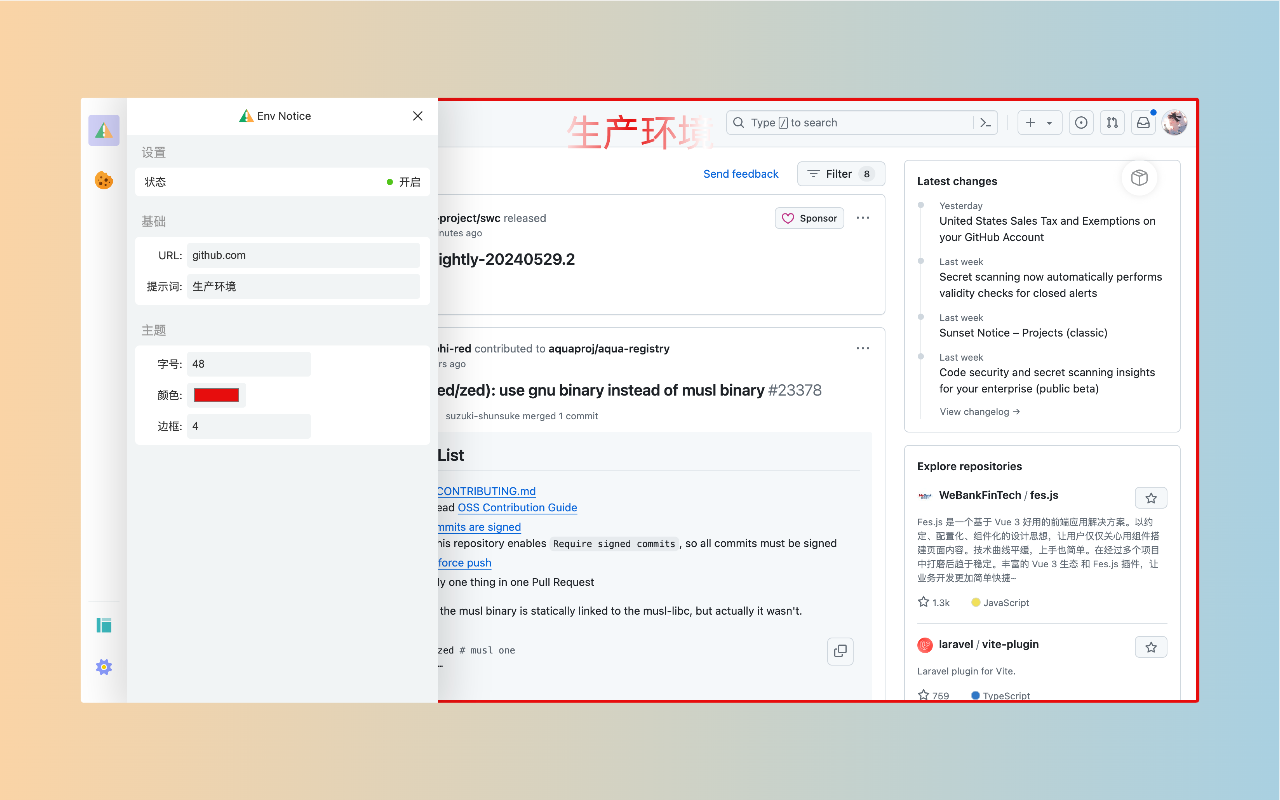 Env Notice
设置
状态
开启
基础
URL:
github.com
提示词:
生产环境
主题
字号:
48
颜色:
边框:
4
生产环境
Type / to search
Send feedback
Filter 8
-project/swc released
nutes ago
Sponsor
ightly-20240529.2
phi-red contributed to aquaproj/aqua-registry
rs ago
ed/zed): use gnu binary instead of musl binary #23378
suzuki-shunsuke merged 1 commit
List
CONTRIBUTING.md
ead OSS Contribution Guide
mmits are signed
his repository enables Require signed commits, so all commits must be signed
force push
ly one thing in one Pull Request
the musl binary is statically linked to the musl-libc, but actually it wasn't.
zed # musl one
…
Latest changes
Yesterday
United States Sales Tax and Exemptions on
your GitHub Account
Last week
Secret scanning now automatically performs
validity checks for closed alerts
Last week
Sunset Notice – Projects (classic)
Last week
Code security and secret scanning insights
for your enterprise (public beta)
View changelog →
Explore repositories
WeBankFinTech / fes.js
Fes.js 是一个基于 Vue 3 好用的前端应用解决方案。以约
定、配置化、组件化的设计思想，让用户仅仅关心用组件搭
建页面内容。技术曲线平缓，上手也简单。在经过多个项目
中打磨后趋于稳定。丰富的 Vue 3 生态 和 Fes.js 插件，让
业务开发更加简单快捷~
1.3k
JavaScript
laravel / vite-plugin
Laravel plugin for Vite.
759
TypeScript